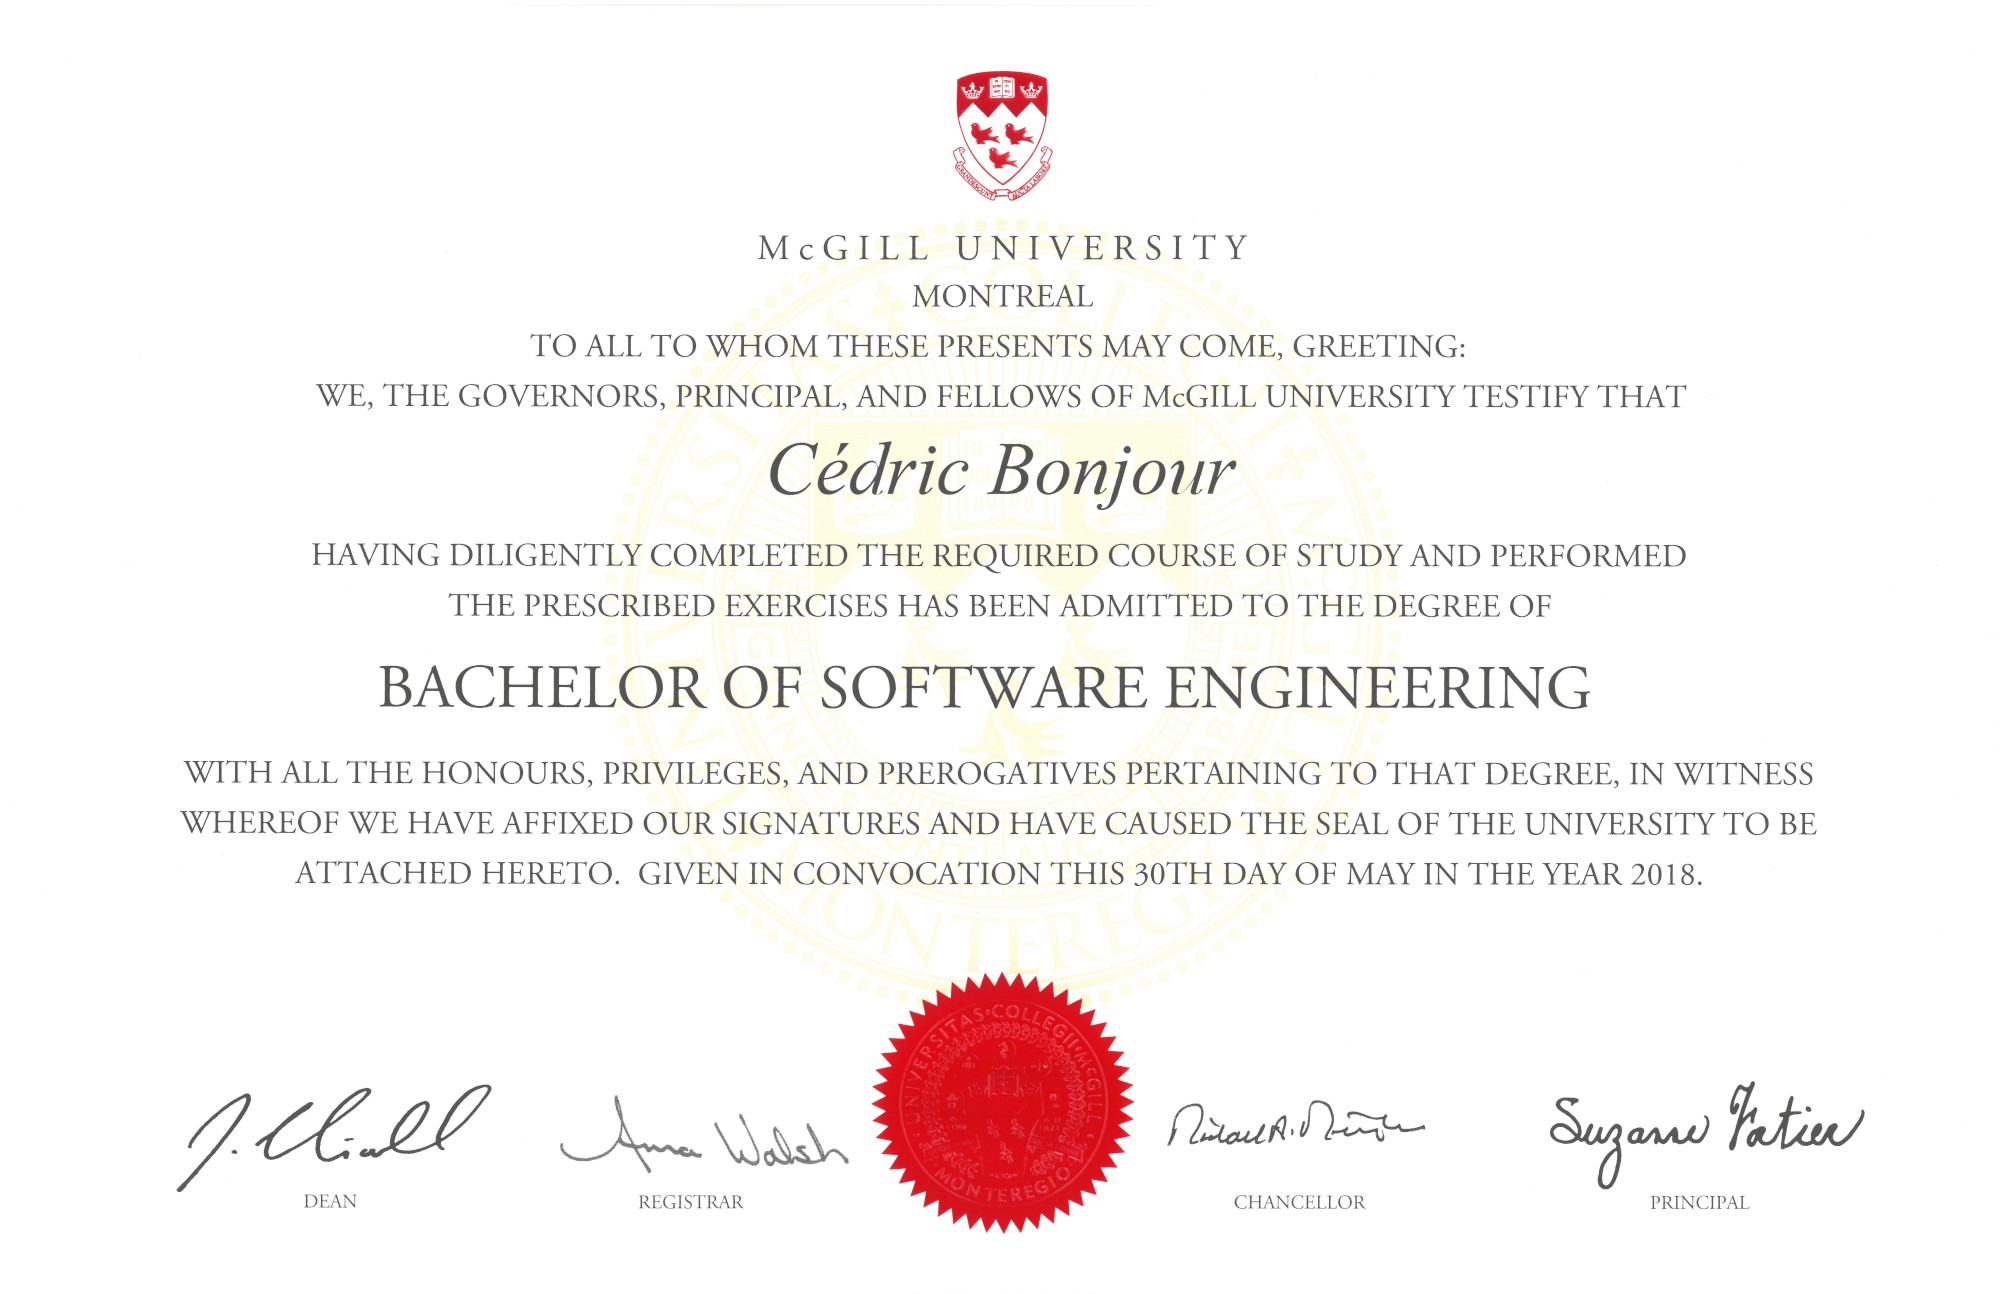 GRANDESCUNT AUCTA LABORE
McGILL UNIVERSITY
MONTREAL
TO ALL TO WHOM THESE PRESENTS MAY COME, GREETING:
WE, THE GOVERNORS, PRINCIPAL, AND FELLOWS OF McGILL UNIVERSITY TESTIFY THAT
Cédric Bonjour
HAVING DILIGENTLY COMPLETED THE REQUIRED COURSE OF STUDY AND PERFORMED
THE PRESCRIBED EXERCISES HAS BEEN ADMITTED TO THE DEGREE OF
BACHELOR OF SOFTWARE ENGINEERING
WITH ALL THE HONOURS, PRIVILEGES, AND PREROGATIVES PERTAINING TO THAT DEGREE, IN WITNESS
WHEREOF WE HAVE AFFIXED OUR SIGNATURES AND HAVE CAUSED THE SEAL OF THE UNIVERSITY TO BE
ATTACHED HERETO. GIVEN IN CONVOCATION THIS 30TH DAY OF MAY IN THE YEAR 2018.
UNIVERSITAS·COLLEGII·McGILL·
MONTEREGIO
Anna Walsh
Suzanne Fortier
DEAN
REGISTRAR
CHANCELLOR
PRINCIPAL